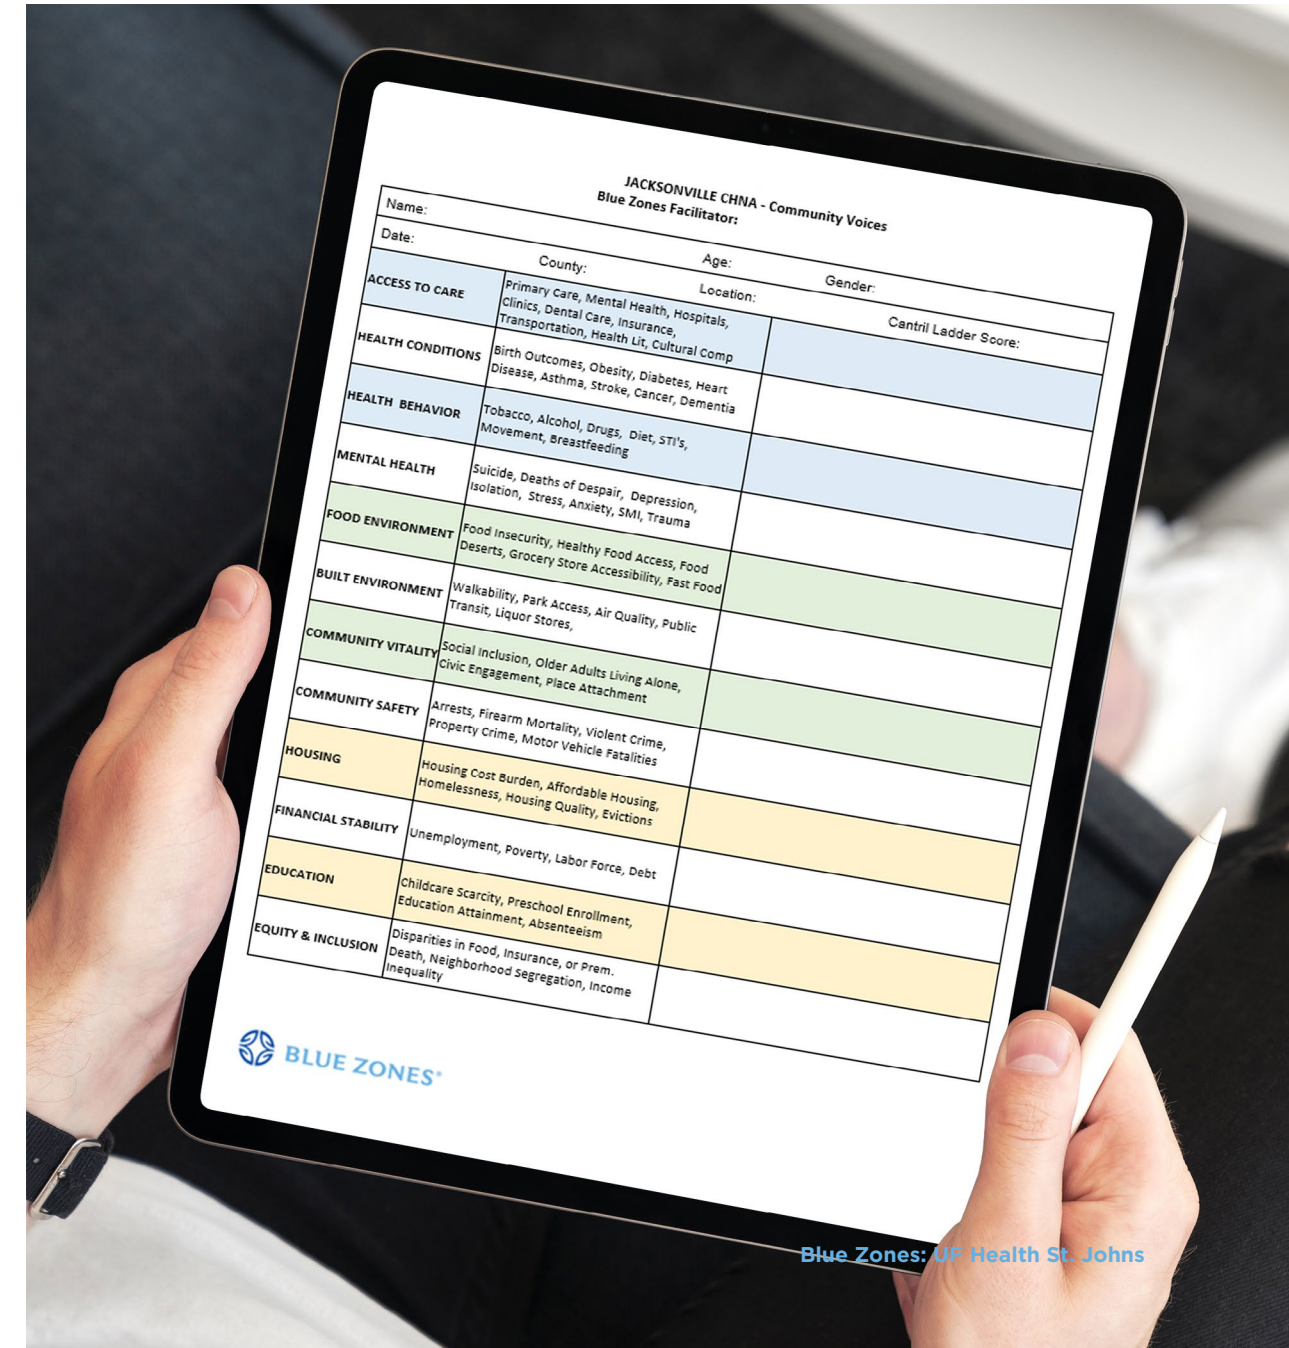 JACKSONVILLE CHNA - Community Voices
Blue Zones Facilitator:
Name:
Age:
Gender:
Date:
County:
Location:
Cantril Ladder Score:
ACCESS TO CARE
Primary Care, Mental Health, Hospitals,
Clinics, Dental Care, Insurance,
Transportation, Health Lit, Cultural Comp
HEALTH CONDITIONS
Birth Outcomes, Obesity, Diabetes, Heart
Disease, Asthma, Stroke, Cancer, Dementia
HEALTH BEHAVIOR
Tobacco, Alcohol, Drugs, Diet, STI's,
Movement, Breastfeeding
MENTAL HEALTH
Suicide, Deaths of Despair, Depression,
Isolation, Stress, Anxiety, SMI, Trauma
FOOD ENVIRONMENT
Food Insecurity, Healthy Food Access, Food
Deserts, Grocery Store Accessibility, Fast Food
BUILT ENVIRONMENT
Walkability, Park Access, Air Quality, Public
Transit, Liquor Stores,
COMMUNITY VITALITY
Social Inclusion, Older Adults Living Alone,
Civic Engagement, Place Attachment
COMMUNITY SAFETY
Arrests, Firearm Mortality, Violent Crime,
Property Crime, Motor Vehicle Fatalities
HOUSING
Housing Cost Burden, Affordable Housing,
Homelessness, Housing Quality, Evictions
FINANCIAL STABILITY
Unemployment, Poverty, Labor Force, Debt
EDUCATION
Childcare Scarcity, Preschool Enrollment,
Education Attainment, Absenteeism
EQUITY & INCLUSION
Disparities in Food, Insurance, or Prem.
Death, Neighborhood Segregation, Income
Inequality
BLUE ZONES®
Blue Zones: UF Health St. Johns